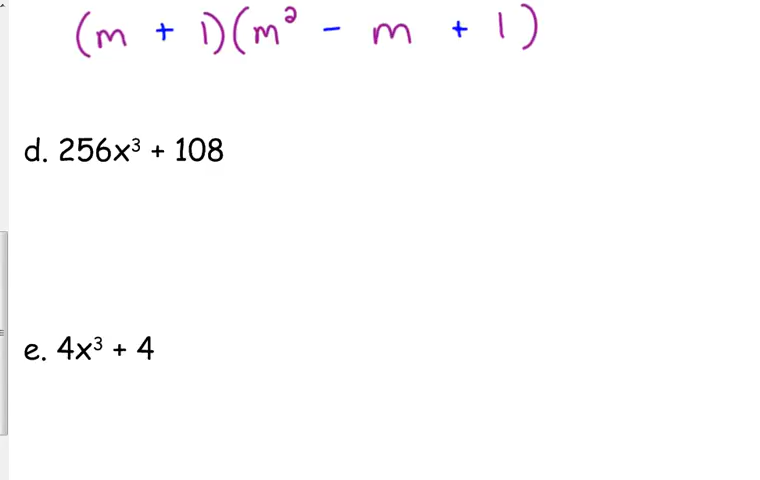 (m + 1)(m² - m + 1)
d. 256x³ + 108
e. 4x³ + 4